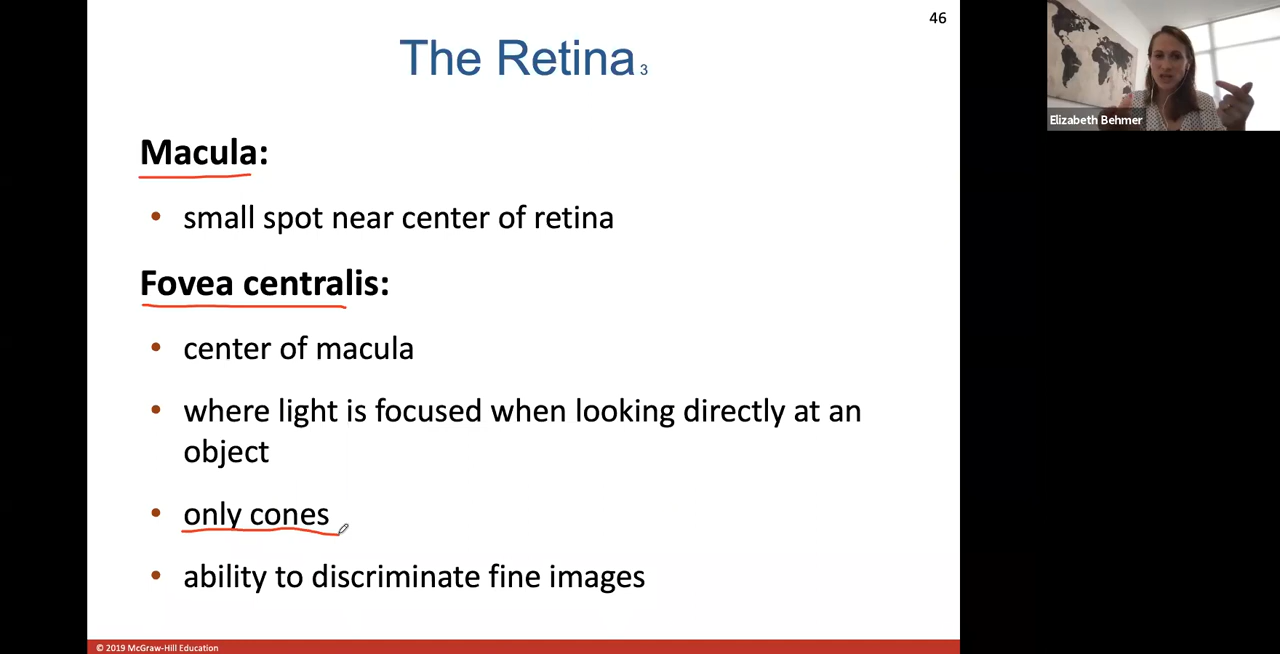 46
The Retina 3
Elizabeth Behmer
Macula:
• small spot near center of retina
Fovea centralis:
• center of macula
• where light is focused when looking directly at an
object
• only cones
• ability to discriminate fine images
© 2019 McGraw-Hill Education